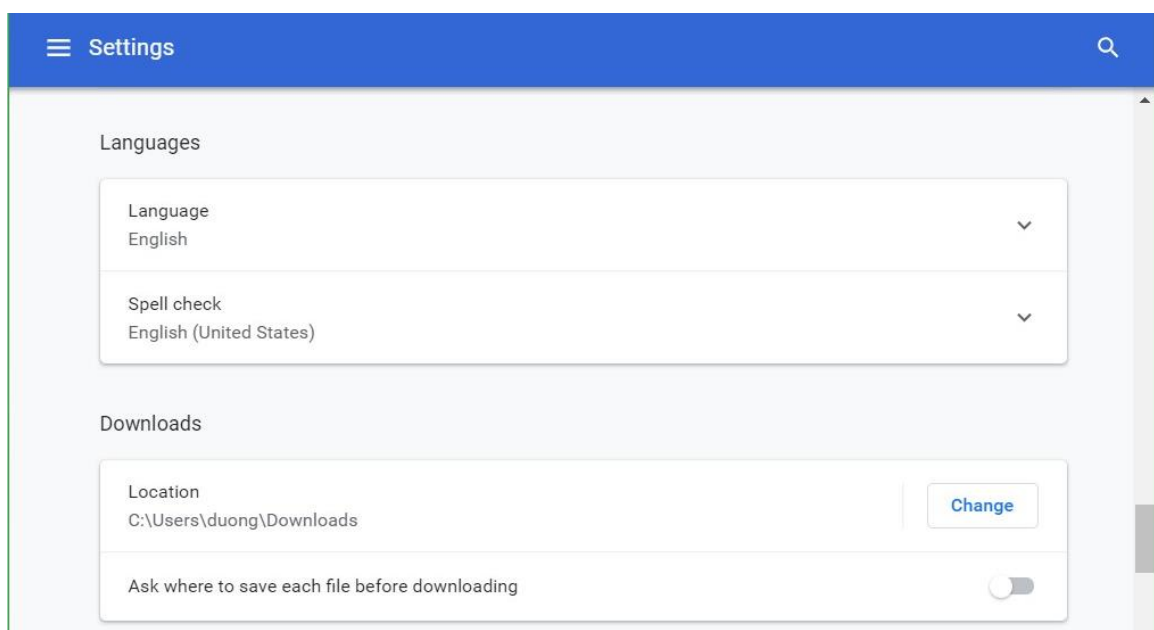 Settings
Languages
Language
English
Spell check
English (United States)
Downloads
Location
C:\Users\duong\Downloads
Change
Ask where to save each file before downloading